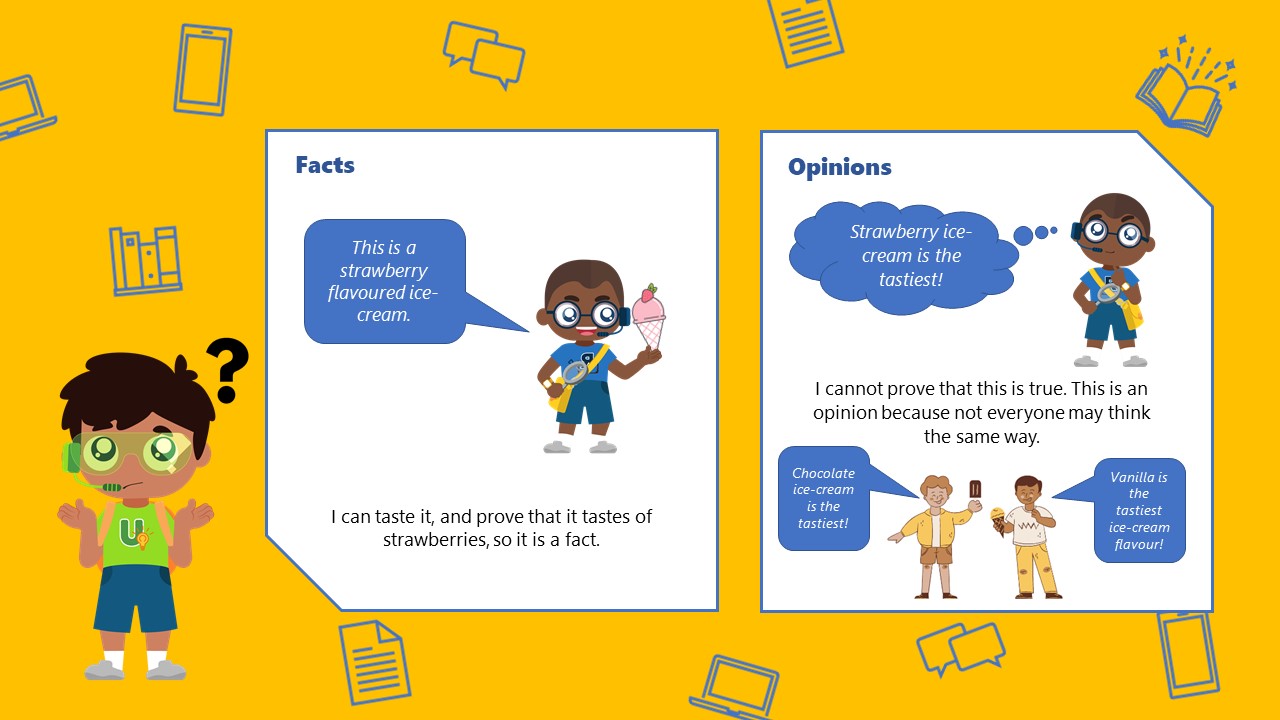 Facts
This is a
strawberry
flavoured ice-
cream.
I can taste it, and prove that it tastes of
strawberries, so it is a fact.
Opinions
Strawberry ice-
cream is the
tastiest!
I cannot prove that this is true. This is an
opinion because not everyone may think
the same way.
Chocolate
ice-cream
is the
tastiest!
Vanilla is
the
tastiest
ice-cream
flavour!
?
U